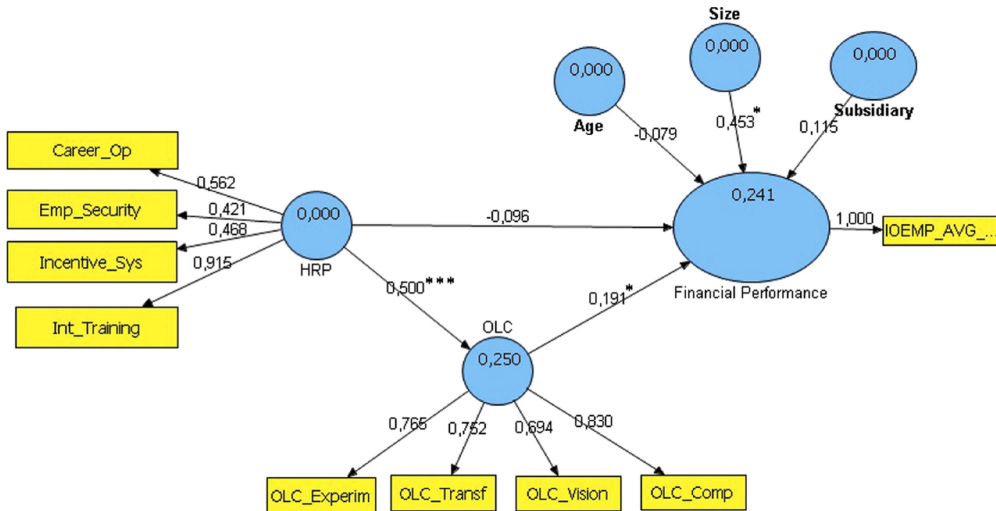 Size
0,000
0,000
0,000
Age
Subsidiary
-0,079
0,453*
0,115
Career_Op
0,562
Emp_Security
0,421
0,000
-0,096
0,241
1,000
IOEMP_AVG_...
Incentive_Sys
0,468
HRP
0,915
Int_Training
0,500***
0,191*
Financial Performance
OLC
0,250
0,765
0,752
0,694
0,830
OLC_Experim
OLC_Transf
OLC_Vision
OLC_Comp